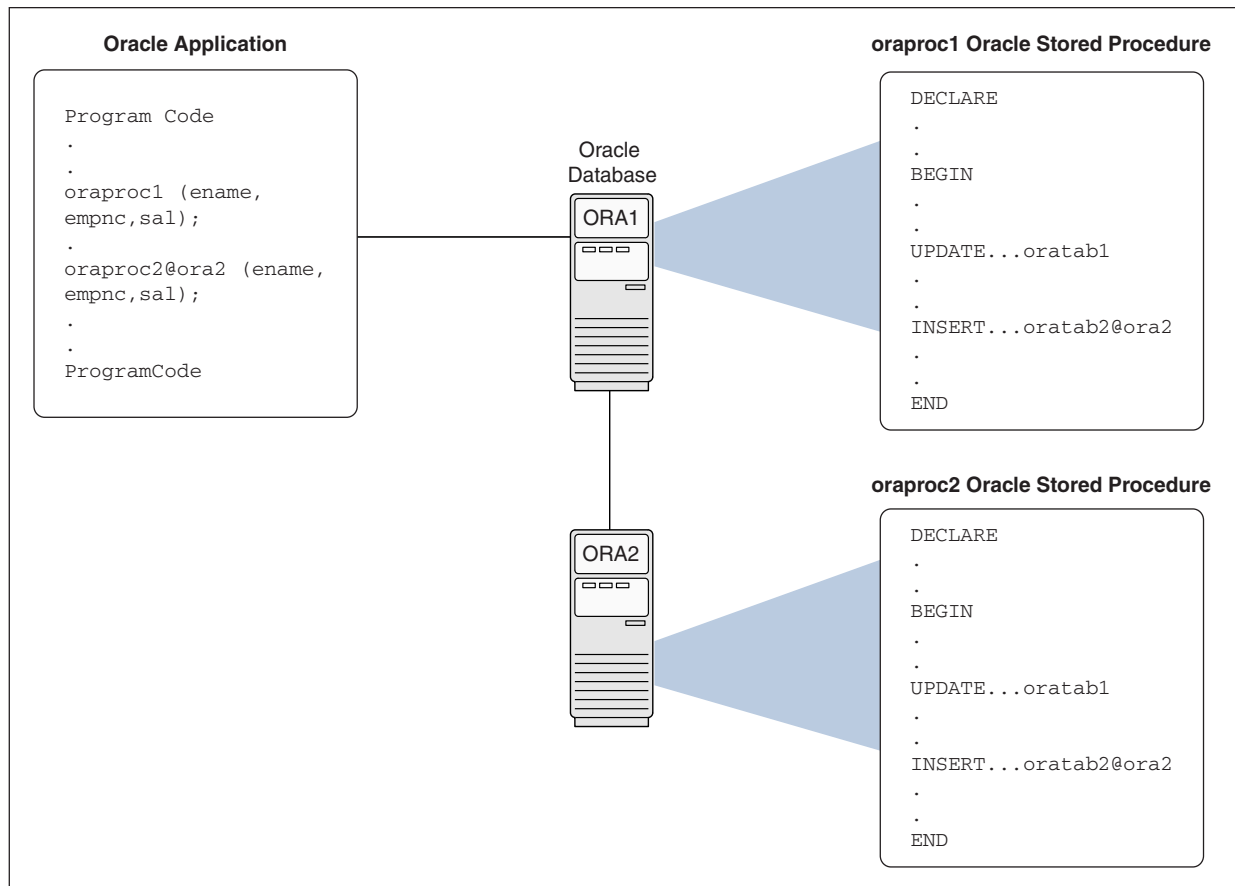 Oracle Application
Program Code
.
.
oraproc1 (ename,
empnc,sal);
.
oraproc2@ora2 (ename,
empnc,sal);
.
.
ProgramCode
Oracle
Database
ORA1
ORA2
oraproc1 Oracle Stored Procedure
DECLARE
.
.
BEGIN
.
.
UPDATE...oratab1
.
.
INSERT...oratab2@ora2
.
.
END
oraproc2 Oracle Stored Procedure
DECLARE
.
.
BEGIN
.
.
UPDATE...oratab1
.
.
INSERT...oratab2@ora2
.
.
END